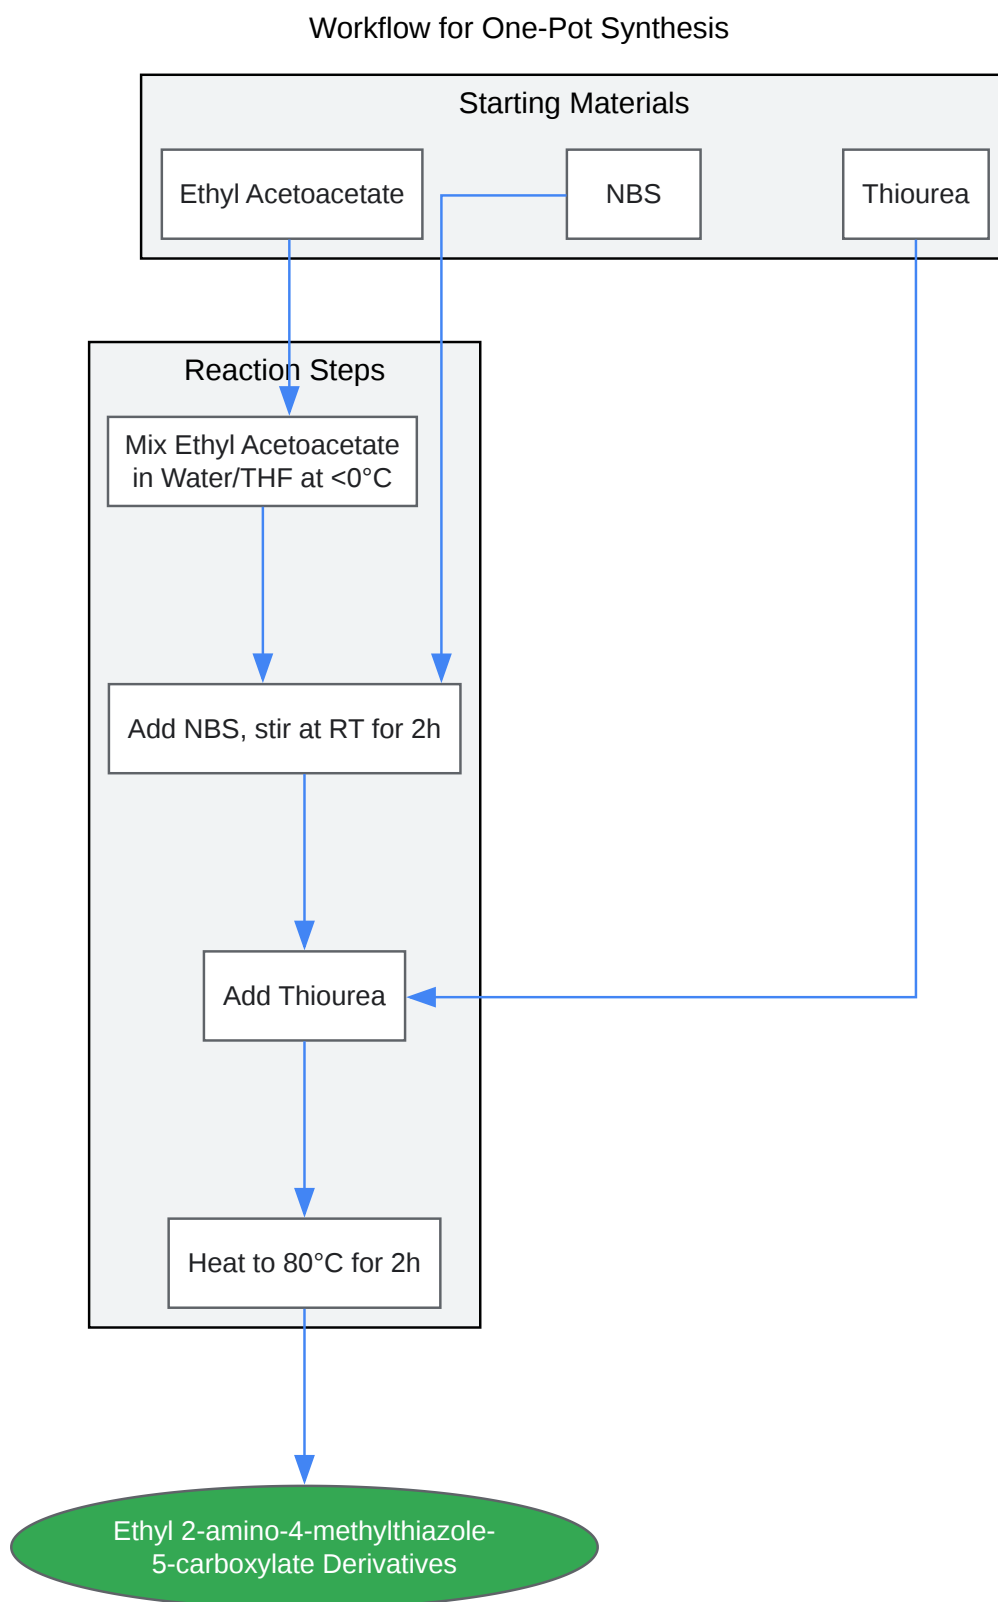 Workflow for One-Pot Synthesis
Starting Materials
Ethyl Acetoacetate
NBS
Thiourea
Reaction Steps
Mix Ethyl Acetoacetate
in Water/THF at <0°C
Add NBS, stir at RT for 2h
Add Thiourea
Heat to 80°C for 2h
Ethyl 2-amino-4-methylthiazole-
5-carboxylate Derivatives